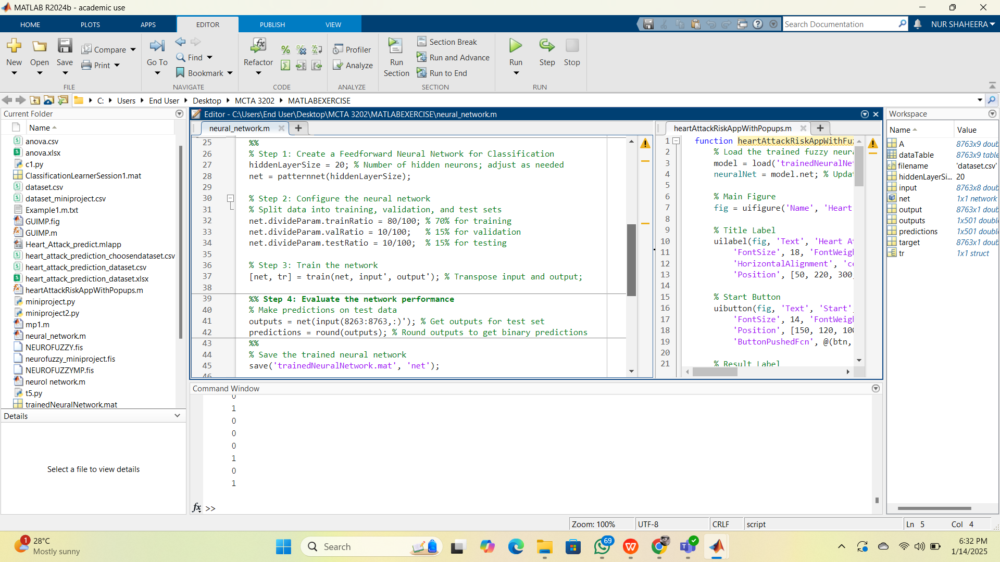 MATLAB R2024b - academic use
HOME PLOTS APPS EDITOR PUBLISH VIEW
Search Documentation
NUR SHAHEERA
New Open Save Compare Print
FILE
Go To Find Bookmark
NAVIGATE
Refactor
CODE
Profiler
Analyze
ANALYZE
Run Section
Section Break
Run and Advance
Run to End
SECTION
Run Step Stop
RUN
C: Users End User Desktop MCTA 3202 MATLABEXERCISE
Current Folder
Name
anova.csv
anova.xlsx
c1.py
ClassificationLearnerSession1.mat
dataset.csv
dataset_miniproject.csv
Example1.m.txt
GUIMP.fig
GUIMP.m
Heart_Attack_predict.mlapp
heart_attack_prediction_choosendataset.csv
heart_attack_prediction_dataset.csv
heart_attack_prediction_dataset.xlsx
heartAttackRiskAppWithPopups.m
miniproject.py
miniproject2.py
mp1.m
neural_network.m
NEUROFUZZY.fis
neurofuzzy_miniproject.fis
NEUROFUZZYMP.fis
neurol network.m
t5.py
trainedNeuralNetwork.mat
Details
Select a file to view details
Editor - C:\Users\End User\Desktop\MCTA 3202\MATLABEXERCISE\neural_network.m
neural_network.m
25 %%
26 % Step 1: Create a Feedforward Neural Network for Classification
27 hiddenLayerSize = 20; % Number of hidden neurons; adjust as needed
28 net = patternnet(hiddenLayerSize);
29
30 % Step 2: Configure the neural network
31 % Split data into training, validation, and test sets
32 net.divideParam.trainRatio = 80/100; % 70% for training
33 net.divideParam.valRatio = 10/100; % 15% for validation
34 net.divideParam.testRatio = 10/100; % 15% for testing
35
36 % Step 3: Train the network
37 [net, tr] = train(net, input', output'); % Transpose input and output;
38
39 %% Step 4: Evaluate the network performance
40 % Make predictions on test data
41 outputs = net(input(8263:8763,:)'); % Get outputs for test set
42 predictions = round(outputs); % Round outputs to get binary predictions
43 %%
44 % Save the trained neural network
45 save('trainedNeuralNetwork.mat', 'net');
46
heartAttackRiskAppWithPopups.m
1 function heartAttackRiskAppWithFuz
2 % Load the trained fuzzy neura
3 model = load('trainedNeuralNet
4 neuralNet = model.net; % Updat
5
6 % Main Figure
7 fig = uifigure('Name', 'Heart
8
9 % Title Label
10 uilabel(fig, 'Text', 'Heart At
11 'FontSize', 18, 'FontWeigh
12 'HorizontalAlignment', 'ce
13 'Position', [50, 220, 300,
14
15 % Start Button
16 uibutton(fig, 'Text', 'Start',
17 'FontSize', 14, 'FontWeigh
18 'Position', [150, 120, 100
19 'ButtonPushedFcn', @(btn,
20
21 % Result Label
Command Window
0
1
0
0
0
1
0
1
fx >>
Workspace
Name Value
A 8763x9 doub
dataTable 8763x9 table
filename 'dataset.csv'
hiddenLayerSi... 20
input 8763x8 doub
net 1x1 network
output 8763x1 doub
outputs 1x501 double
predictions 1x501 double
target 8763x1 doub
tr 1x1 struct
Zoom: 100% UTF-8 CRLF script Ln 5 Col 4
1
28°C
Mostly sunny
Search
69
6:32 PM
1/14/2025